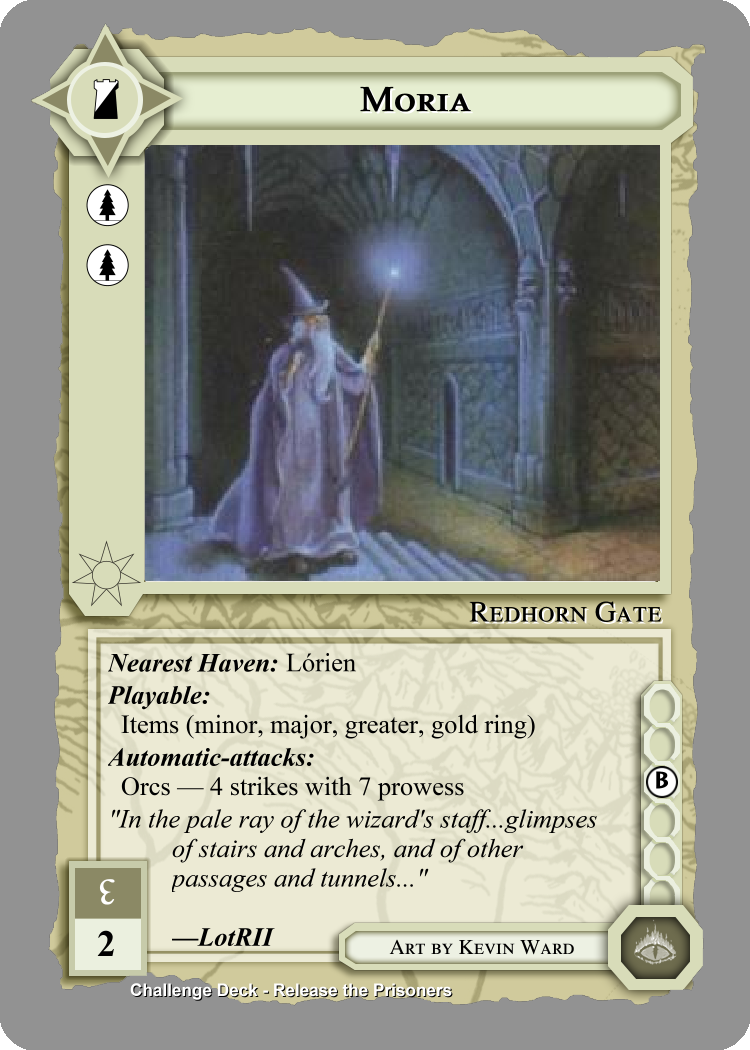 Moria
Redhorn Gate
Nearest Haven: Lórien
Playable:
Items (minor, major, greater, gold ring)
Automatic-attacks:
Orcs — 4 strikes with 7 prowess
"In the pale ray of the wizard's staff...glimpses
of stairs and arches, and of other
passages and tunnels..."
—LotRII
B
2
Art by Kevin Ward
Challenge Deck - Release the Prisoners